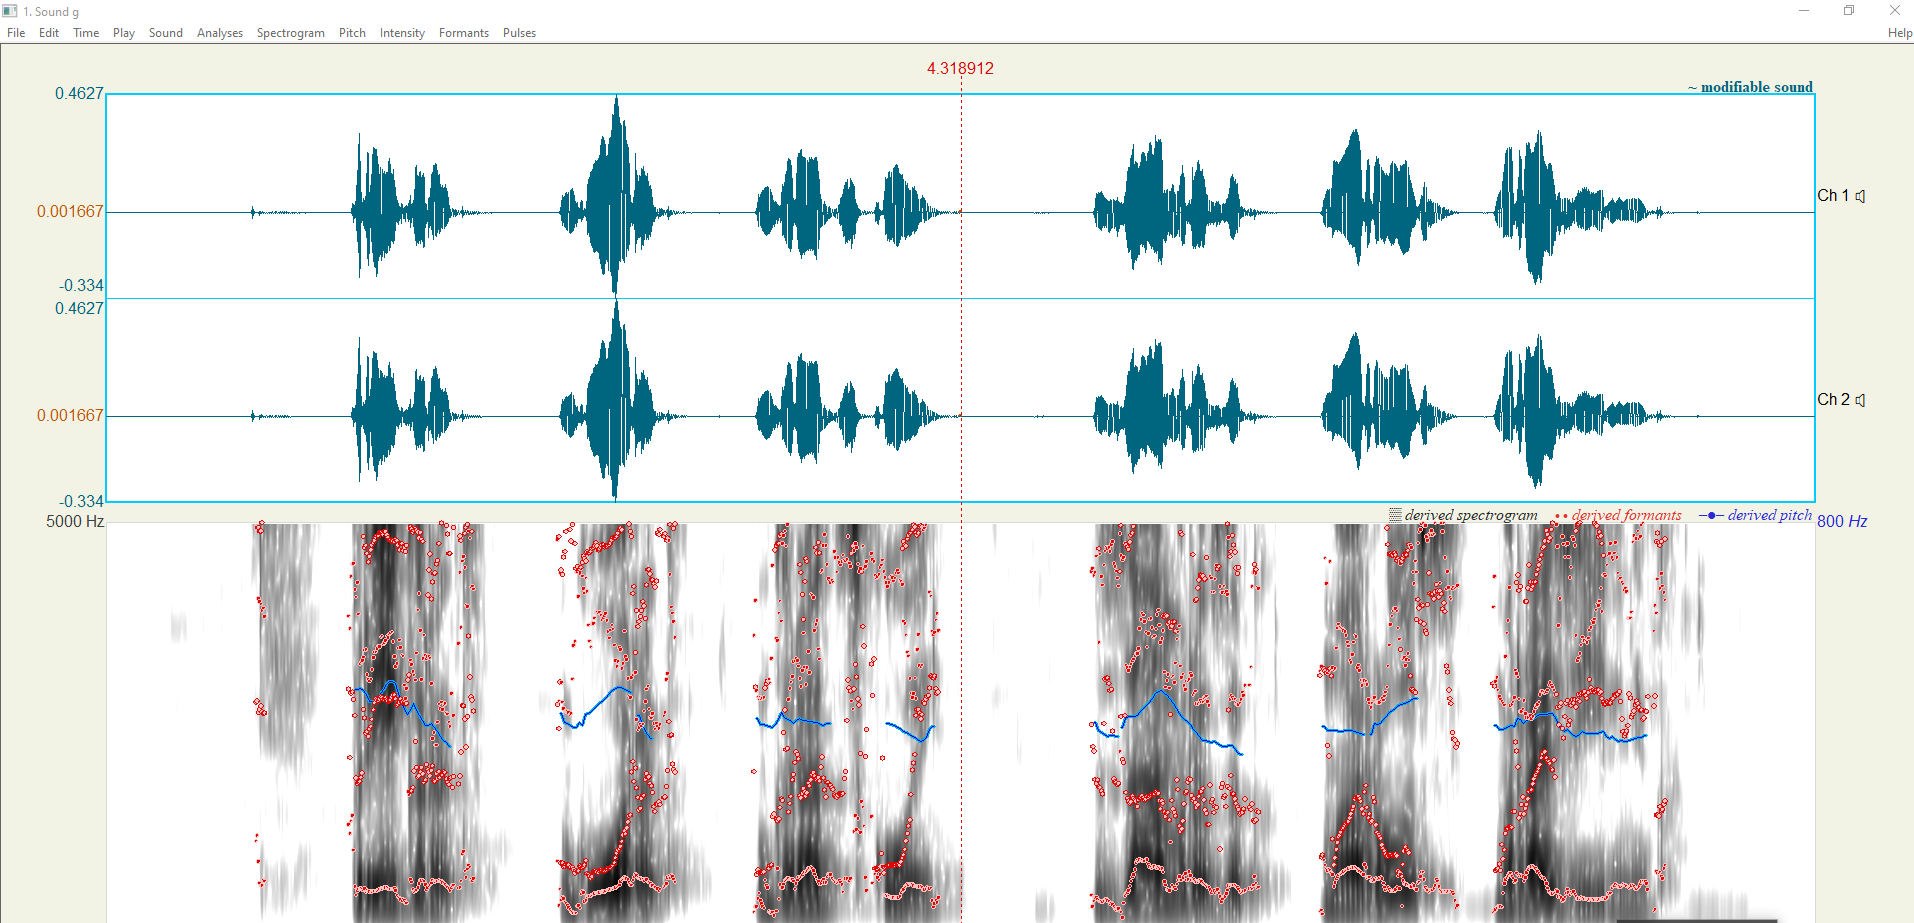 1. Sound g
File Edit Time Play Sound Analyses Spectrogram Pitch Intensity Formants Pulses Help
4.318912
~ modifiable sound
0.4627
0.001667
Ch 1
-0.334
0.4627
0.001667
Ch 2
-0.334
5000 Hz
derived spectrogram derived formants derived pitch
800 Hz